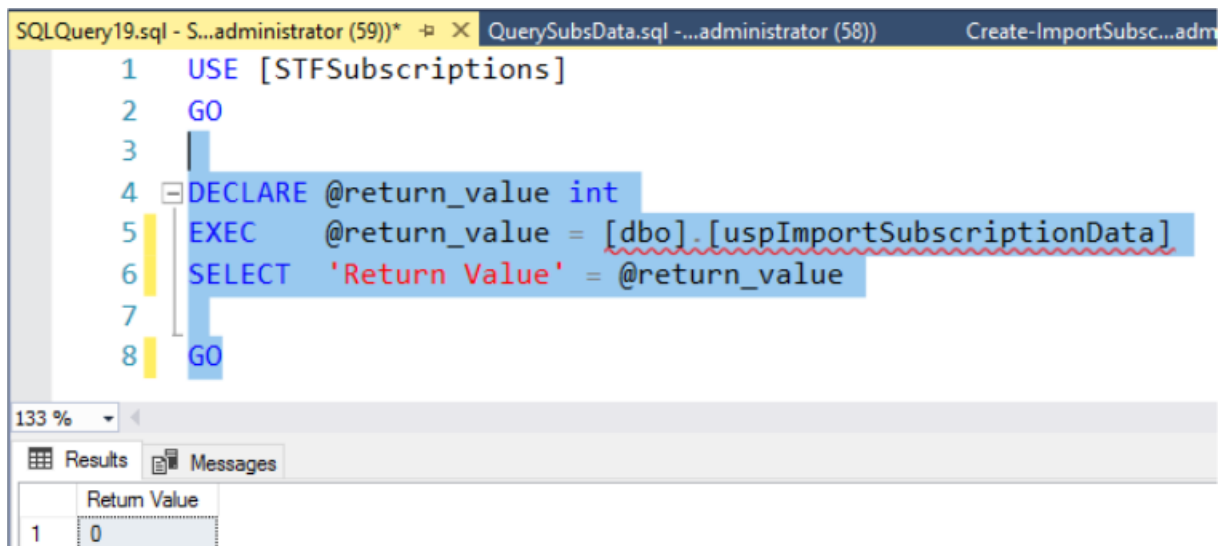 SQLQuery19.sql - S...administrator (59))* QuerySubsData.sql -...administrator (58)) Create-ImportSubsc...adm
1 USE [STFSubscriptions]
2 GO
3
4 DECLARE @return_value int
5 EXEC @return_value = [dbo].[uspImportSubscriptionData]
6 SELECT 'Return Value' = @return_value
7
8 GO
133 %
Results Messages
Return Value
1 0